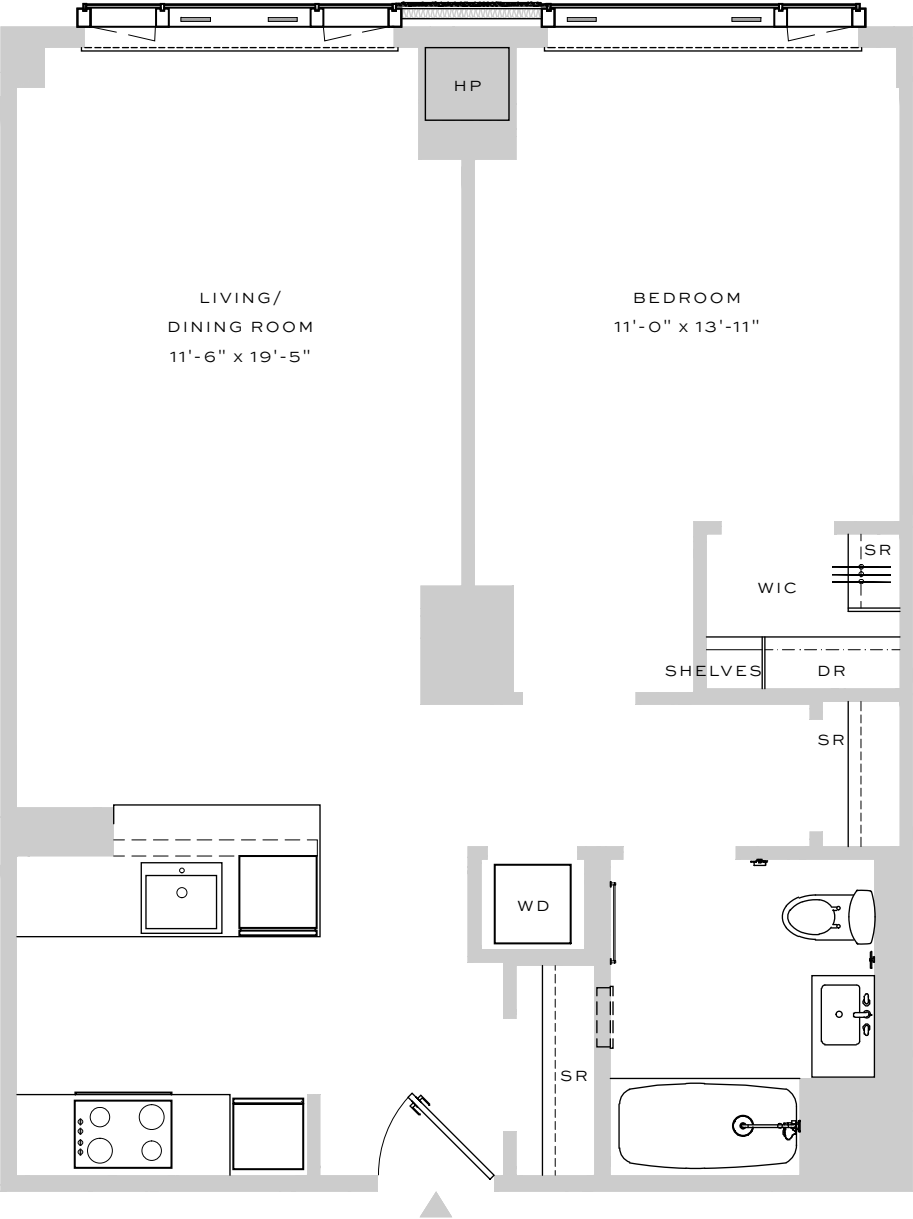 HP
LIVING/
DINING ROOM
11'-6" x 19'-5"
BEDROOM
11'-0" x 13'-11"
SR
WIC
SHELVES
DR
SR
WD
SR